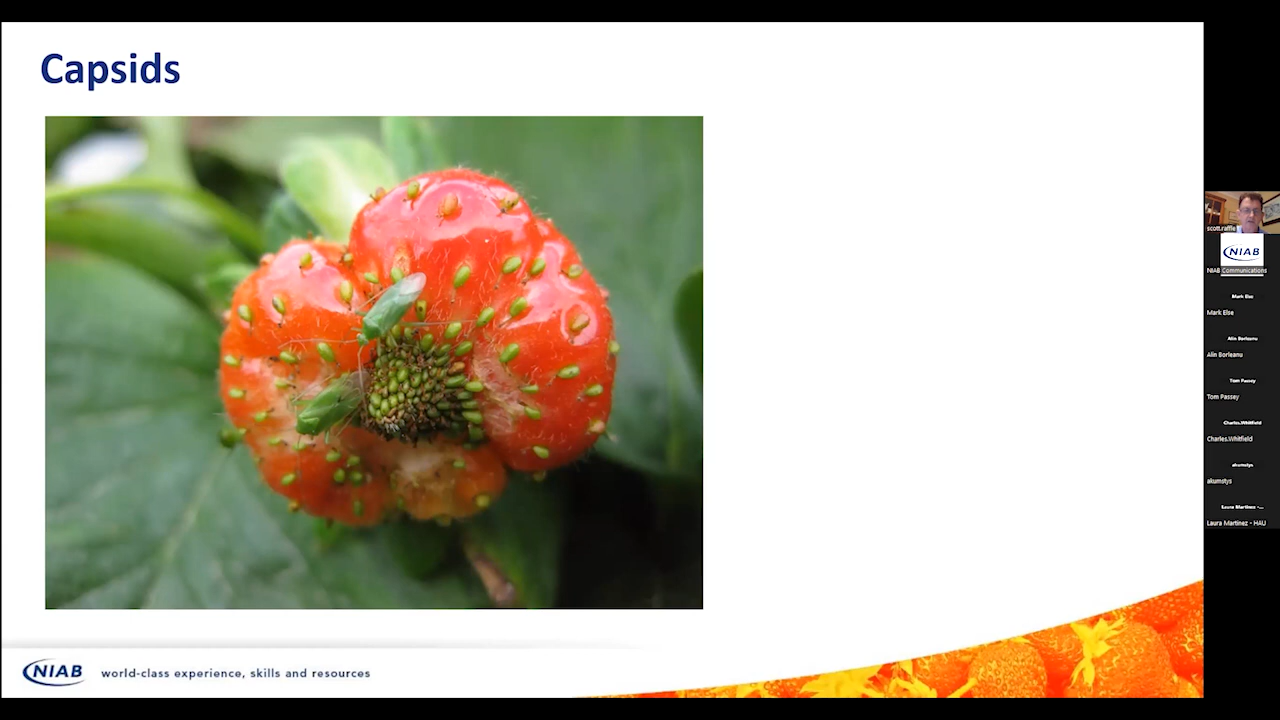 Capsids
NIAB
world-class experience, skills and resources
scott.raffle
NIAB
NIAB Communications
Mark Else
Mark Else
Alin Borleanu
Alin Borleanu
Tom Passey
Tom Passey
Charles.Whitfield
Charles.Whitfield
akumstys
akumstys
Laura Martinez -...
Laura Martinez - HAU